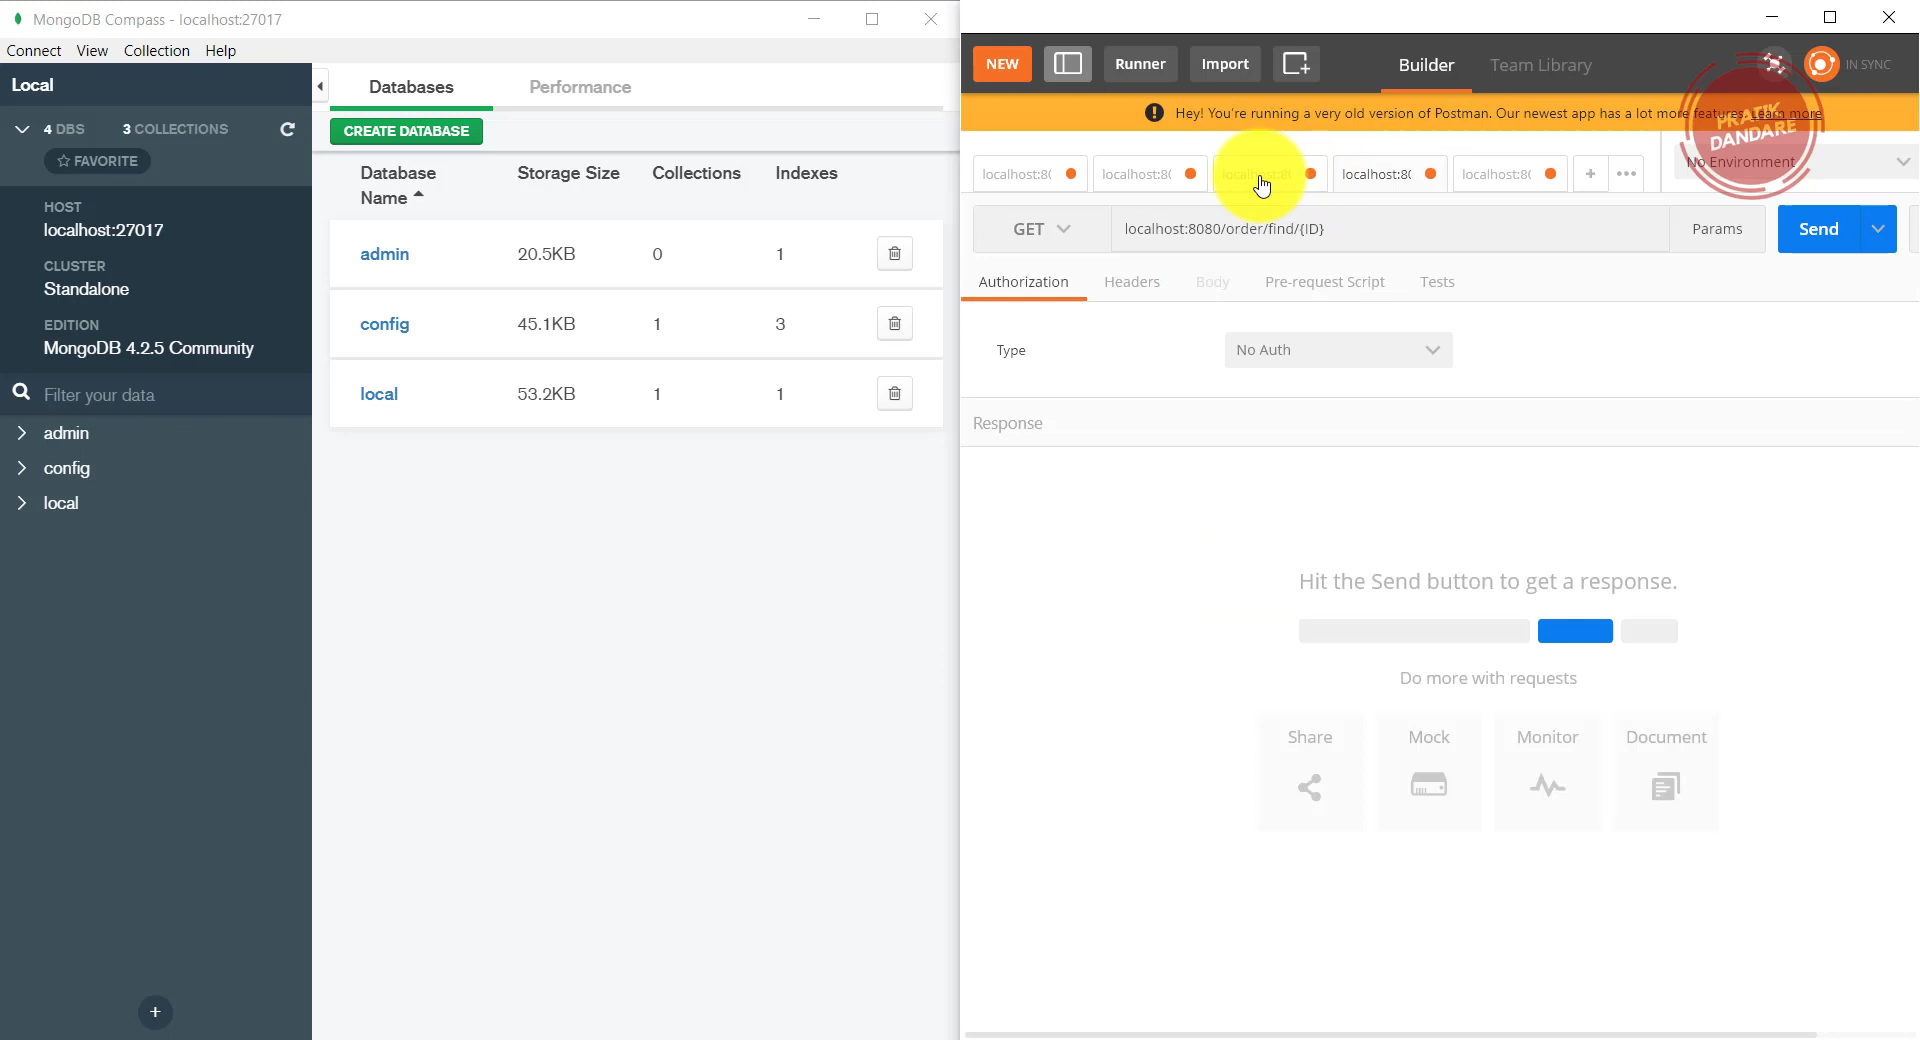 MongoDB Compass - localhost:27017
Connect View Collection Help
Local
4 DBS 3 COLLECTIONS
FAVORITE
HOST
localhost:27017
CLUSTER
Standalone
EDITION
MongoDB 4.2.5 Community
Filter your data
admin
config
local
Databases Performance
CREATE DATABASE
Database Name Storage Size Collections Indexes
admin 20.5KB 0 1
config 45.1KB 1 3
local 53.2KB 1 1
NEW Runner Import Builder Team Library IN SYNC
Hey! You're running a very old version of Postman. Our newest app has a lot more features. Learn more
PRATIK
DANDARE
localhost:8( localhost:8( localhost:8( localhost:8( localhost:8( No Environment
GET localhost:8080/order/find/{ID} Params Send
Authorization Headers Body Pre-request Script Tests
Type No Auth
Response
Hit the Send button to get a response.
Do more with requests
Share Mock Monitor Document